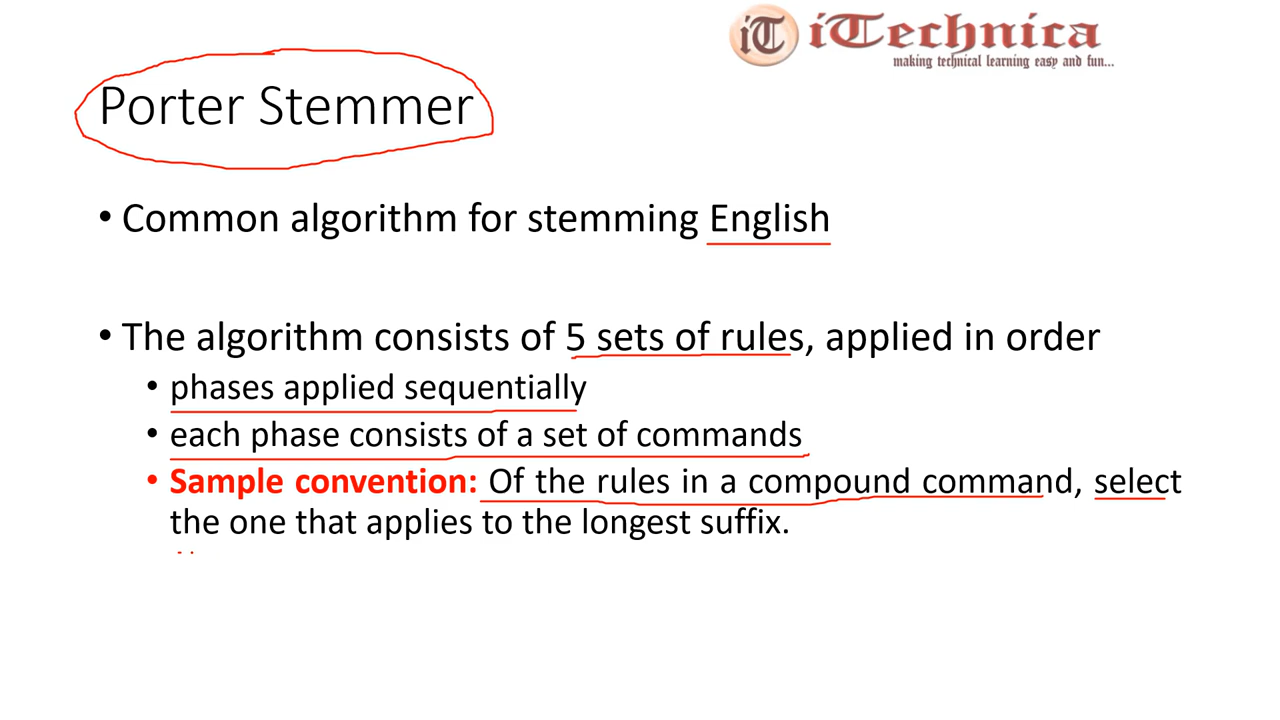 iT iTechnica
making technical learning easy and fun...
Porter Stemmer
• Common algorithm for stemming English
• The algorithm consists of 5 sets of rules, applied in order
• phases applied sequentially
• each phase consists of a set of commands
• Sample convention: Of the rules in a compound command, select
the one that applies to the longest suffix.